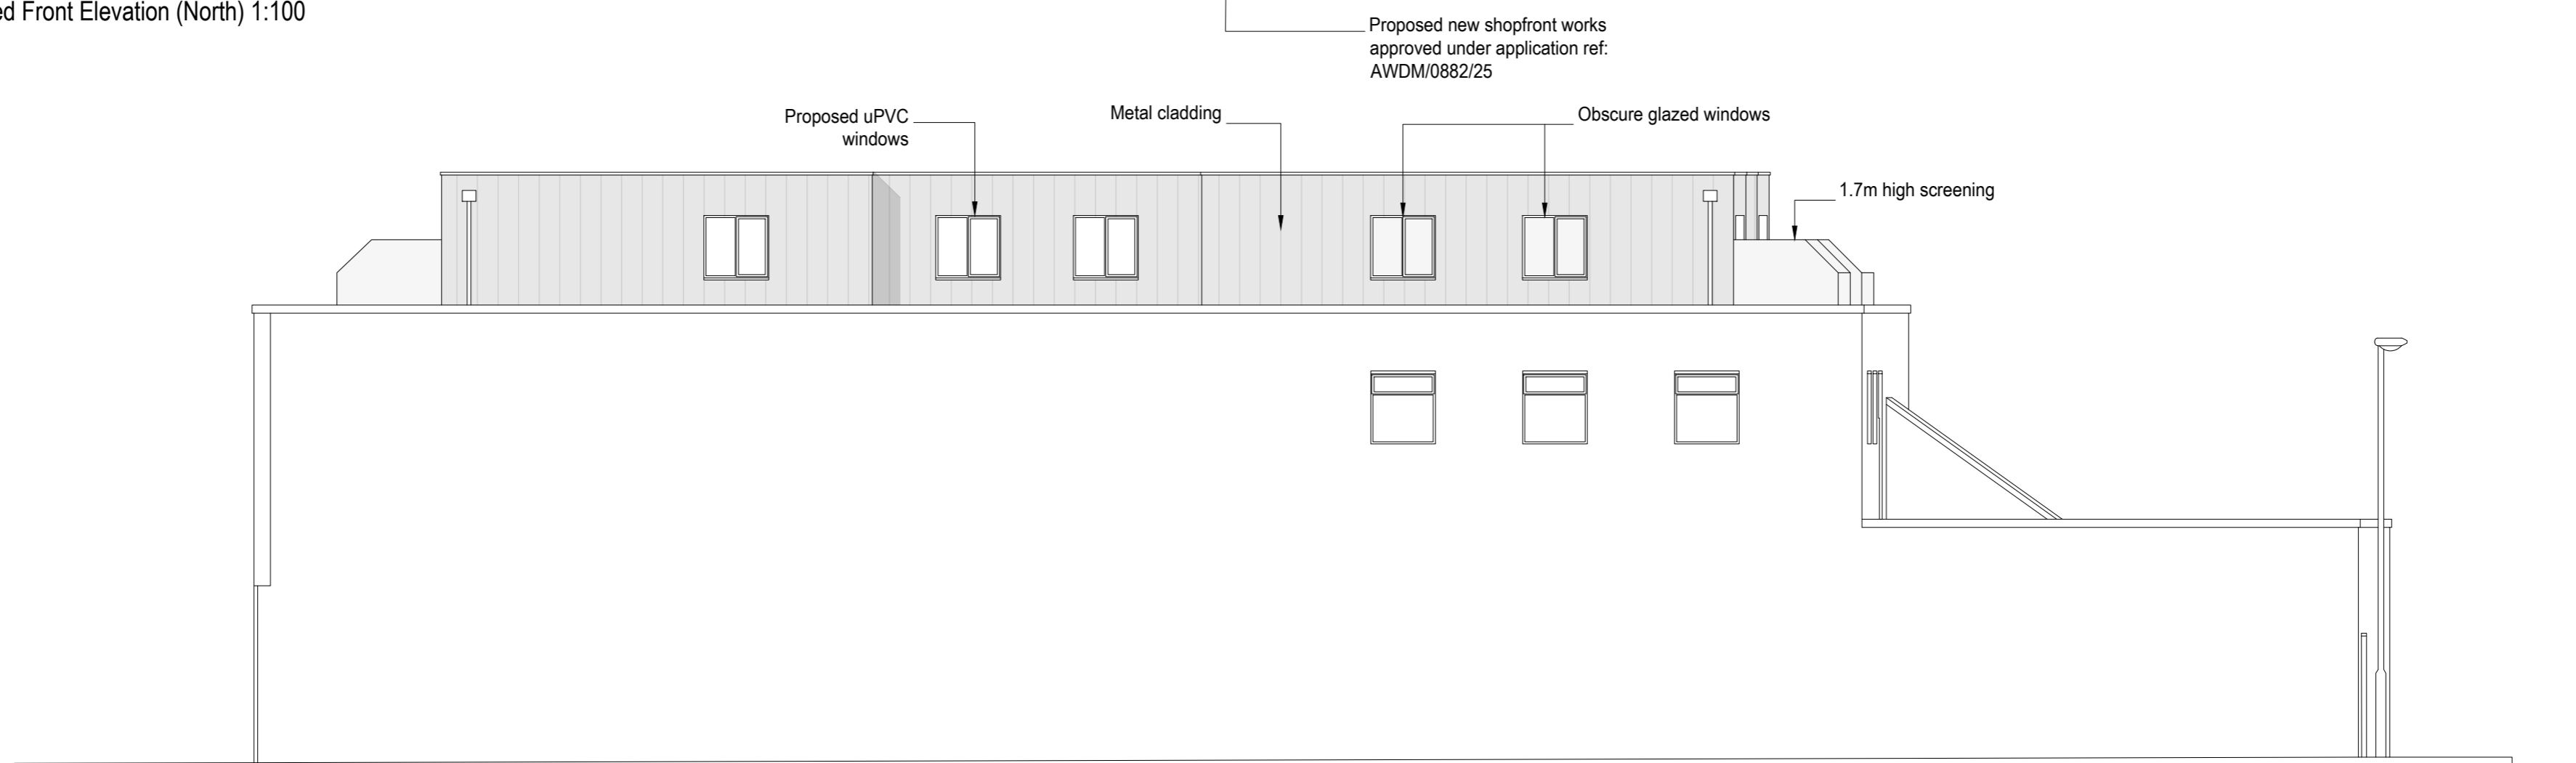 ed Front Elevation (North) 1:100
Proposed new shopfront works
approved under application ref:
AWDM/0882/25
Proposed uPVC
windows
Metal cladding
Obscure glazed windows
1.7m high screening